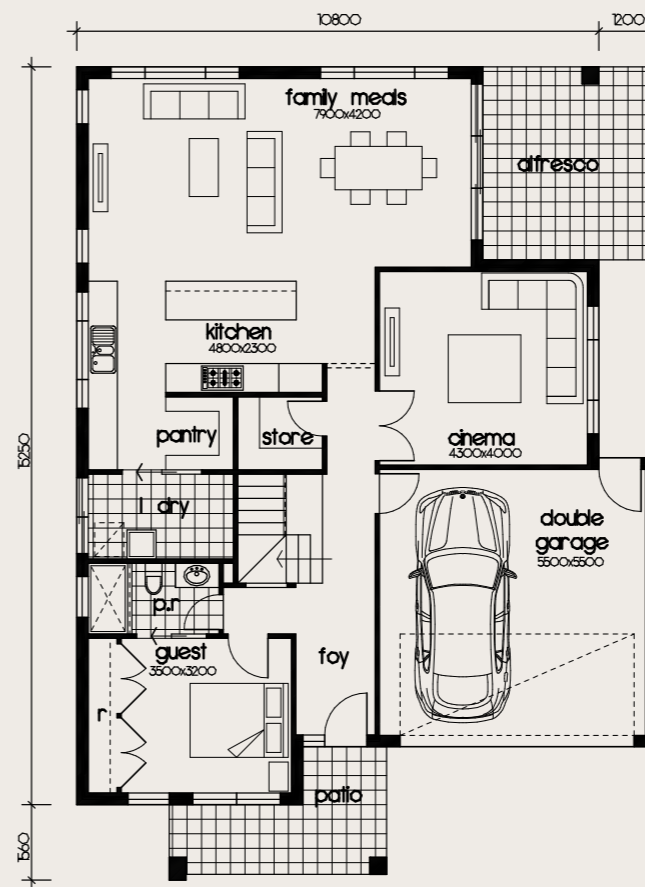 10800
1200
family meals
7900x4200
alfresco
kitchen
4800x2300
pantry
store
cinema
4300x4000
15250
l dry
double
garage
5500x5500
p.r
guest
3500x3200
foy
r
patio
1560